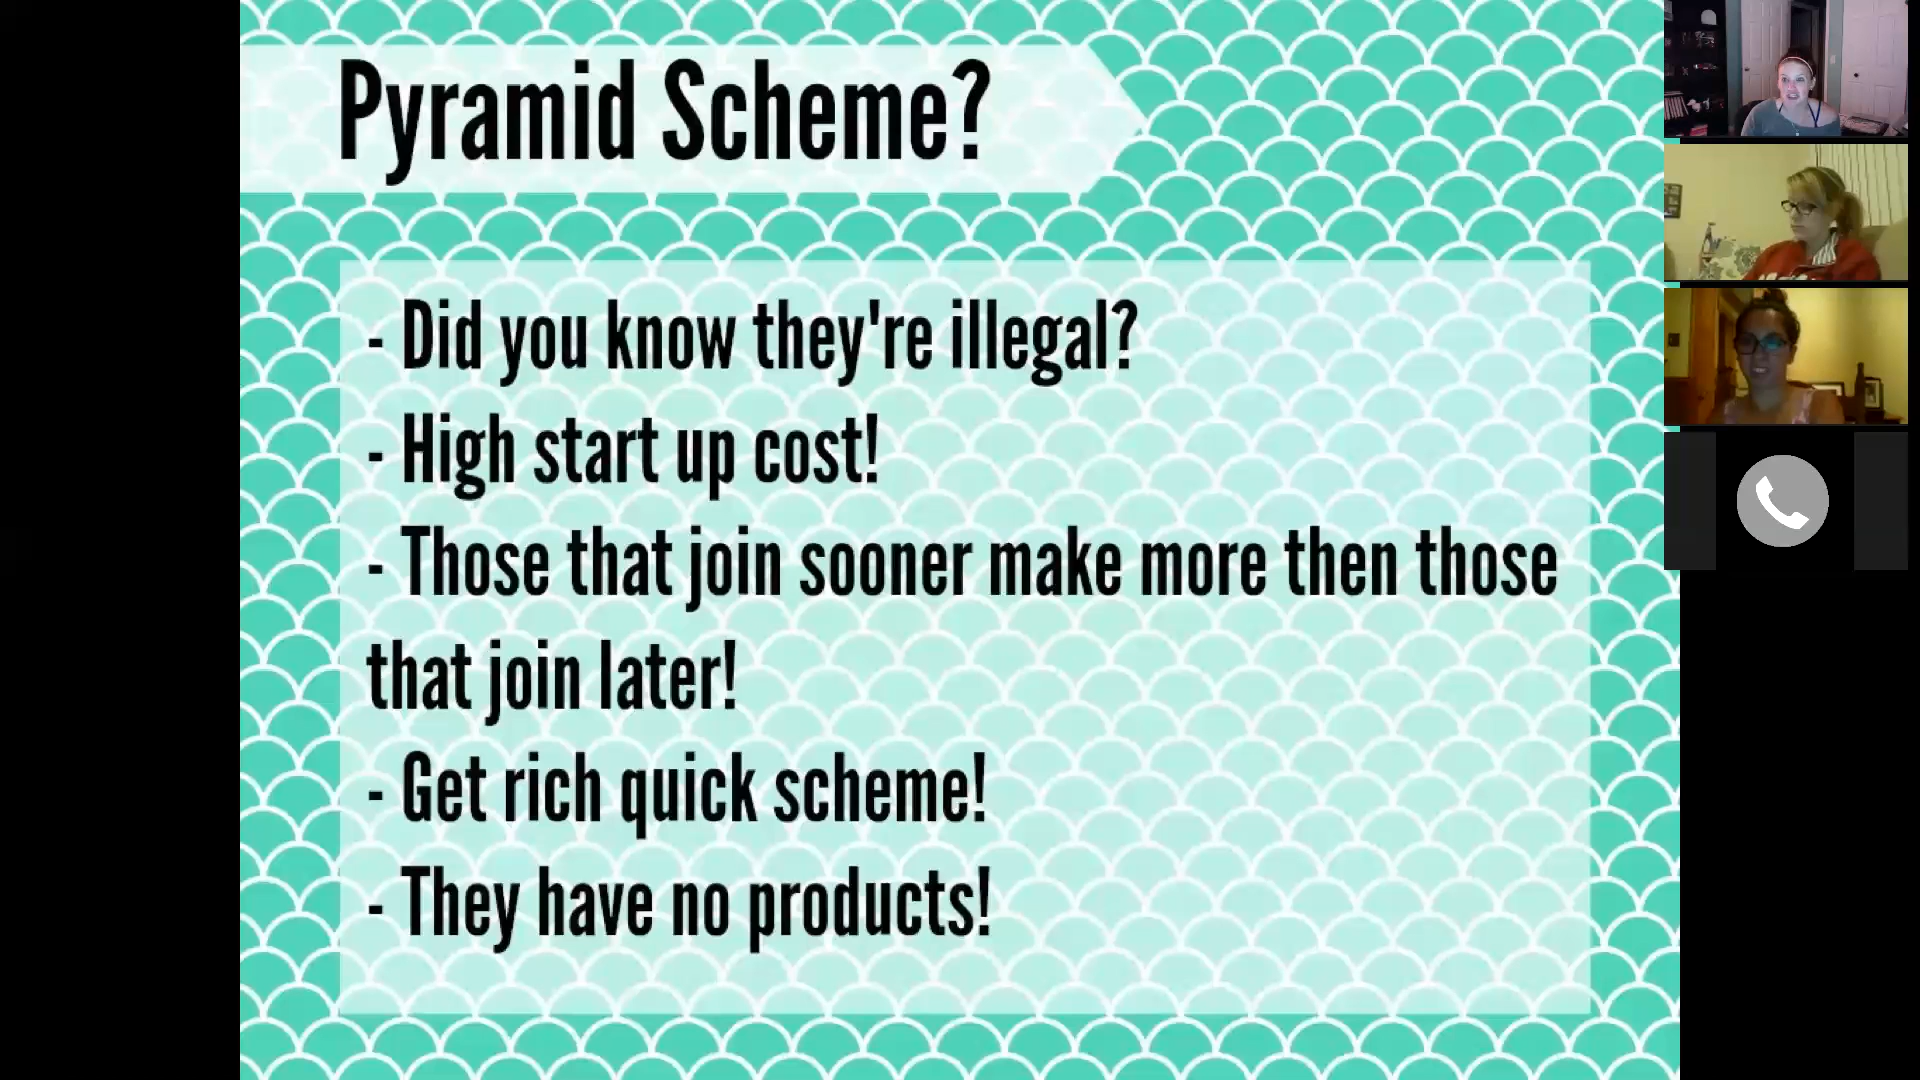 Pyramid Scheme?
- Did you know they're illegal?
- High start up cost!
- Those that join sooner make more then those
that join later!
- Get rich quick scheme!
- They have no products!